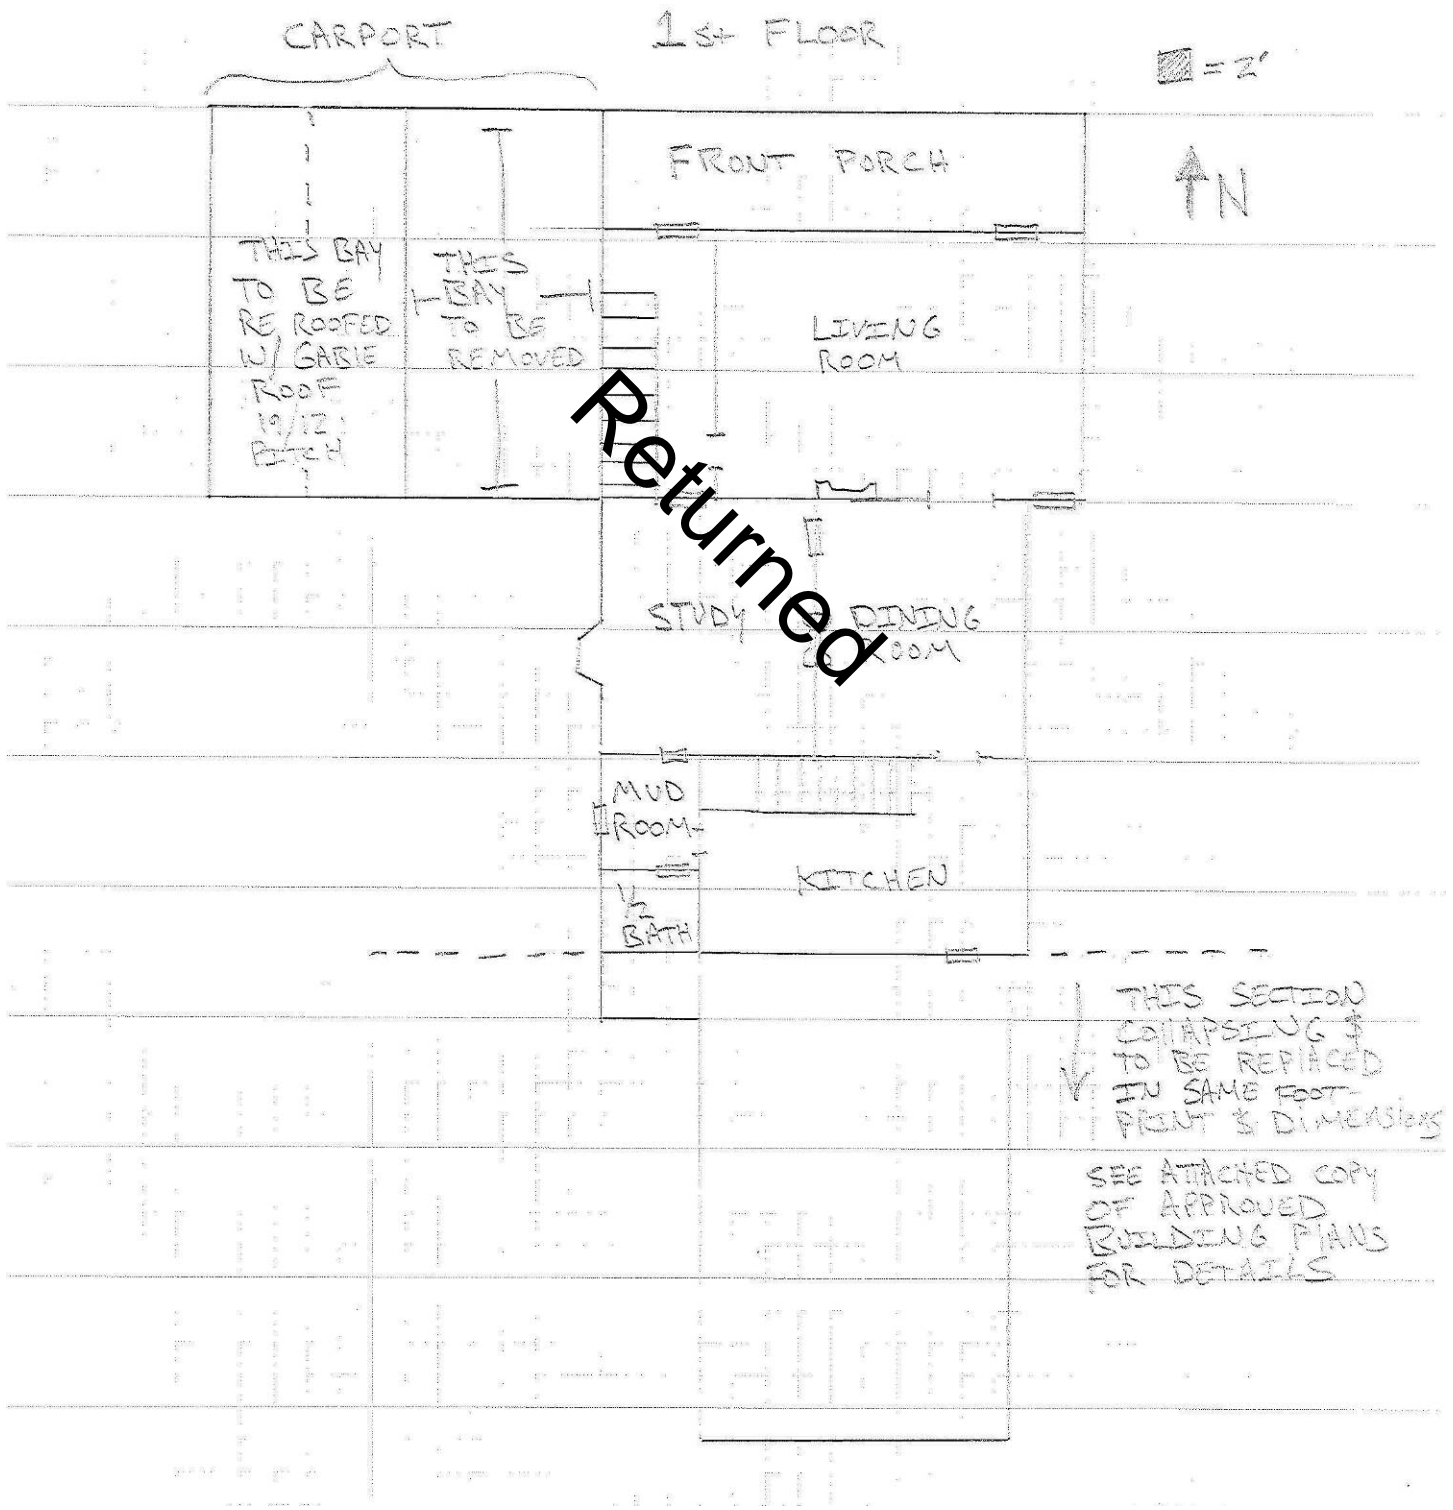 CARPORT
1st FLOOR
= 2'
N
FRONT PORCH
THIS BAY
TO BE
RE ROOFED
W/ GABLE
ROOF
10/12
PITCH
THIS
BAY
TO BE
REMOVED
LIVING
ROOM
Returned
STUDY
DINING
ROOM
MUD
ROOM
KITCHEN
1/2
BATH
THIS SECTION
COllAPSING &
TO BE REPlACED
IN SAME FOOT-
PRINT & DIMENSIONS
SEE ATTACHED COPY
OF APPROVED
BUILDING PlANS
FOR DETAILS